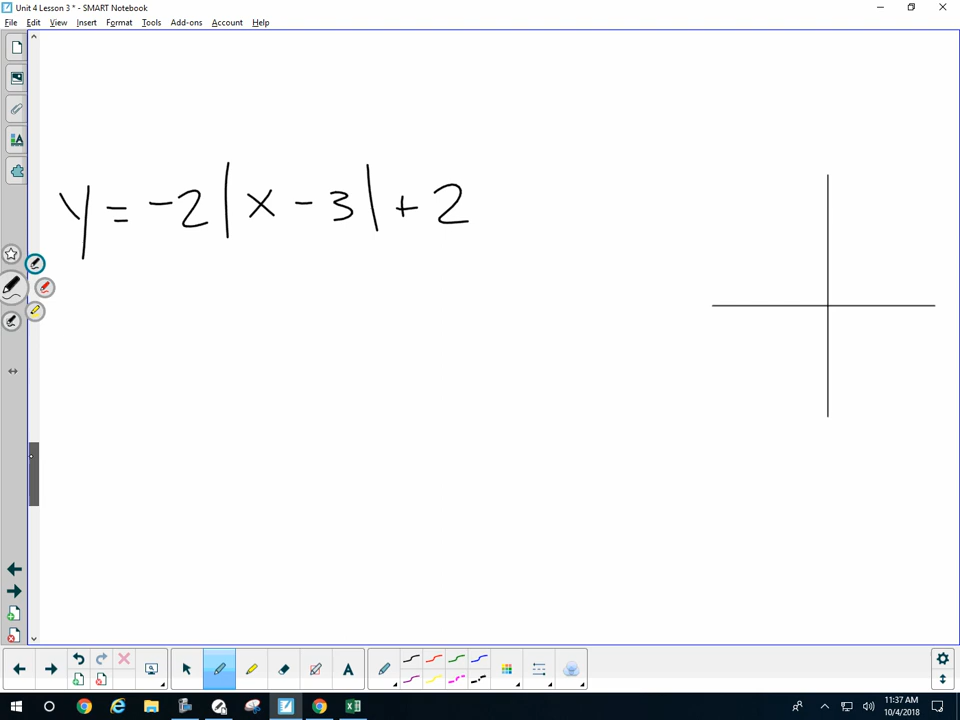 Unit 4 Lesson 3 * - SMART Notebook
File Edit View Insert Format Tools Add-ons Account Help
y = -2|x - 3| + 2
A
11:37 AM
10/4/2018